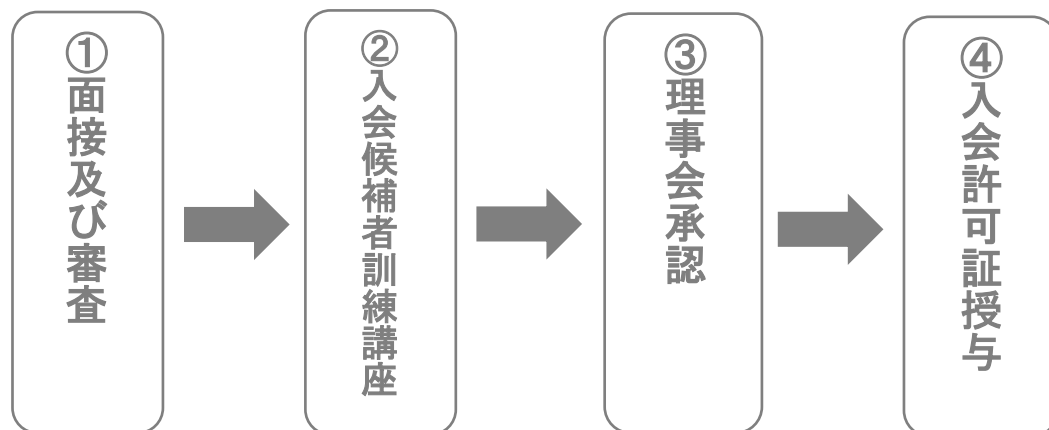 ①面接及び審査
②入会候補者訓練講座
③理事会承認
④入会許可証授与